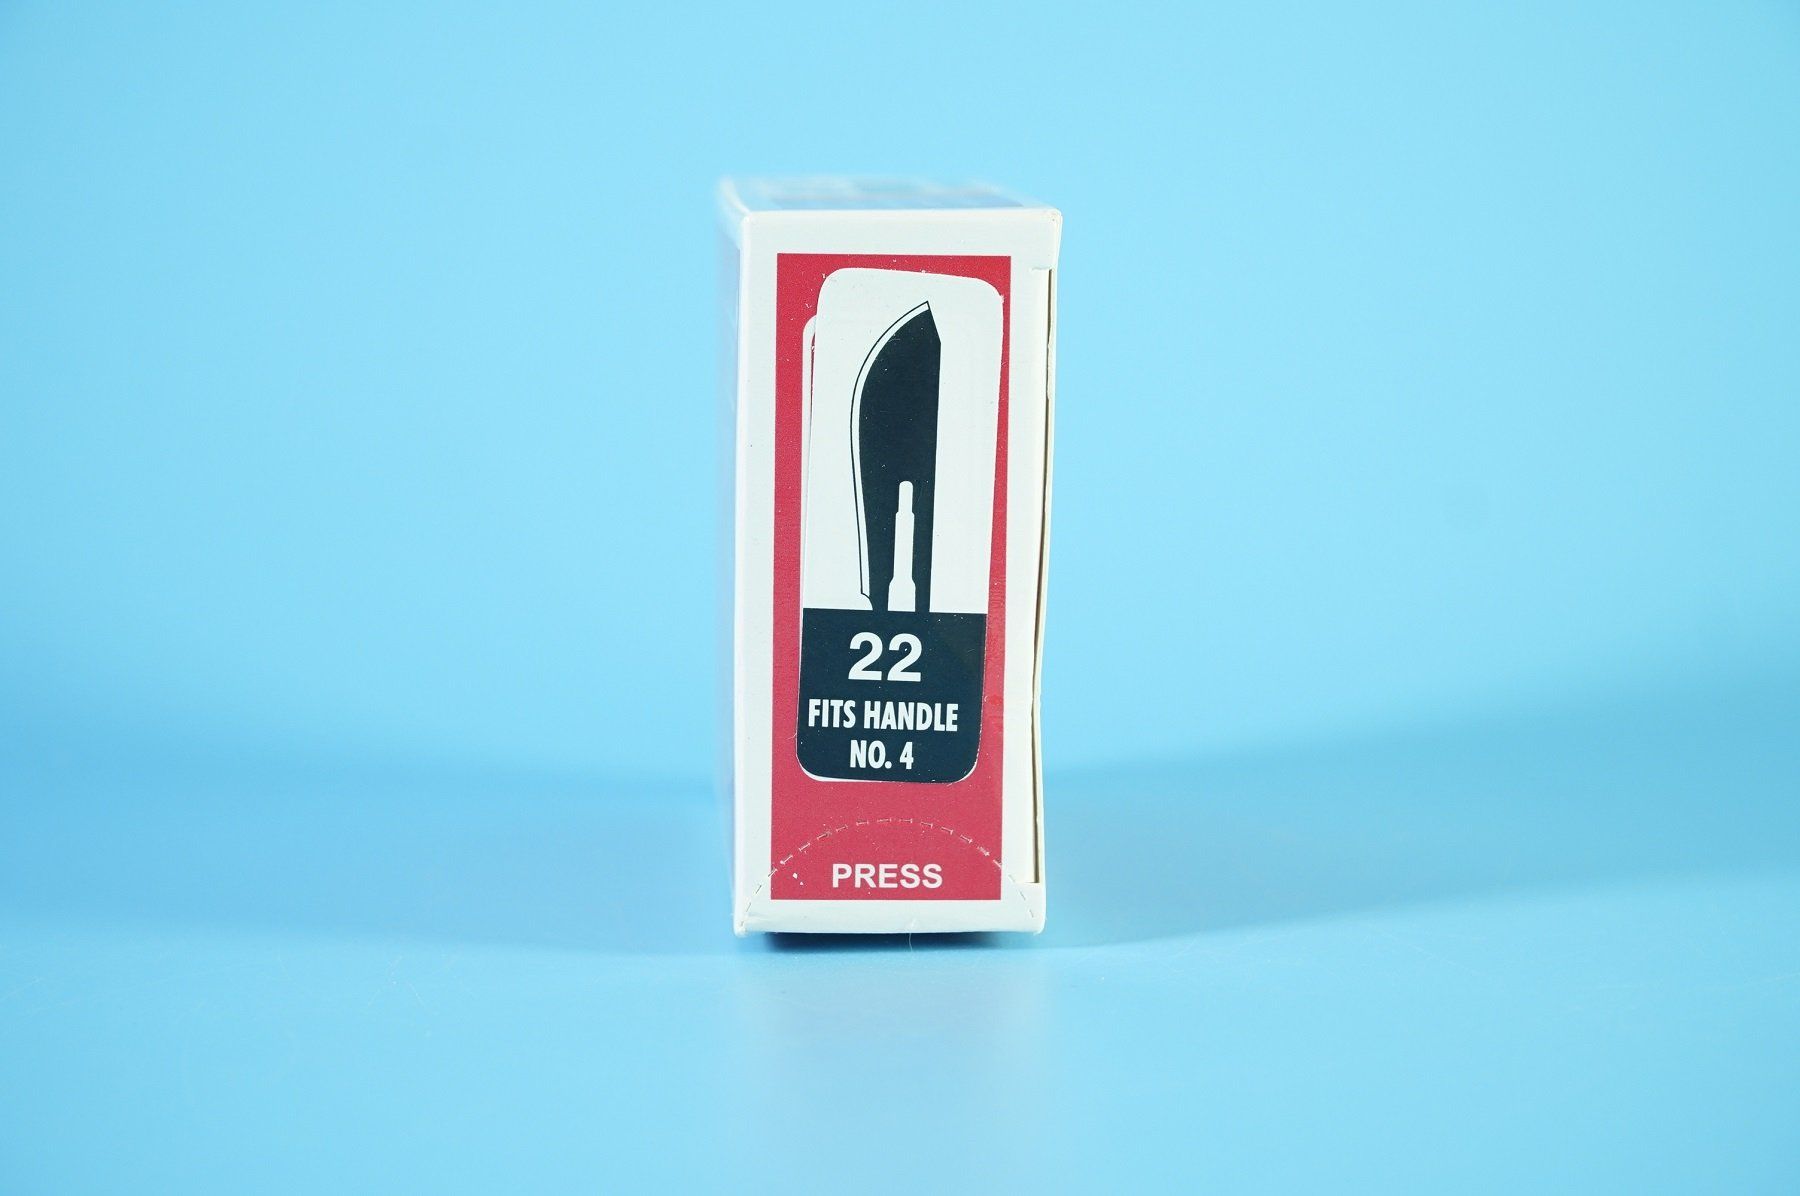 22
FITS HANDLE
NO. 4
PRESS